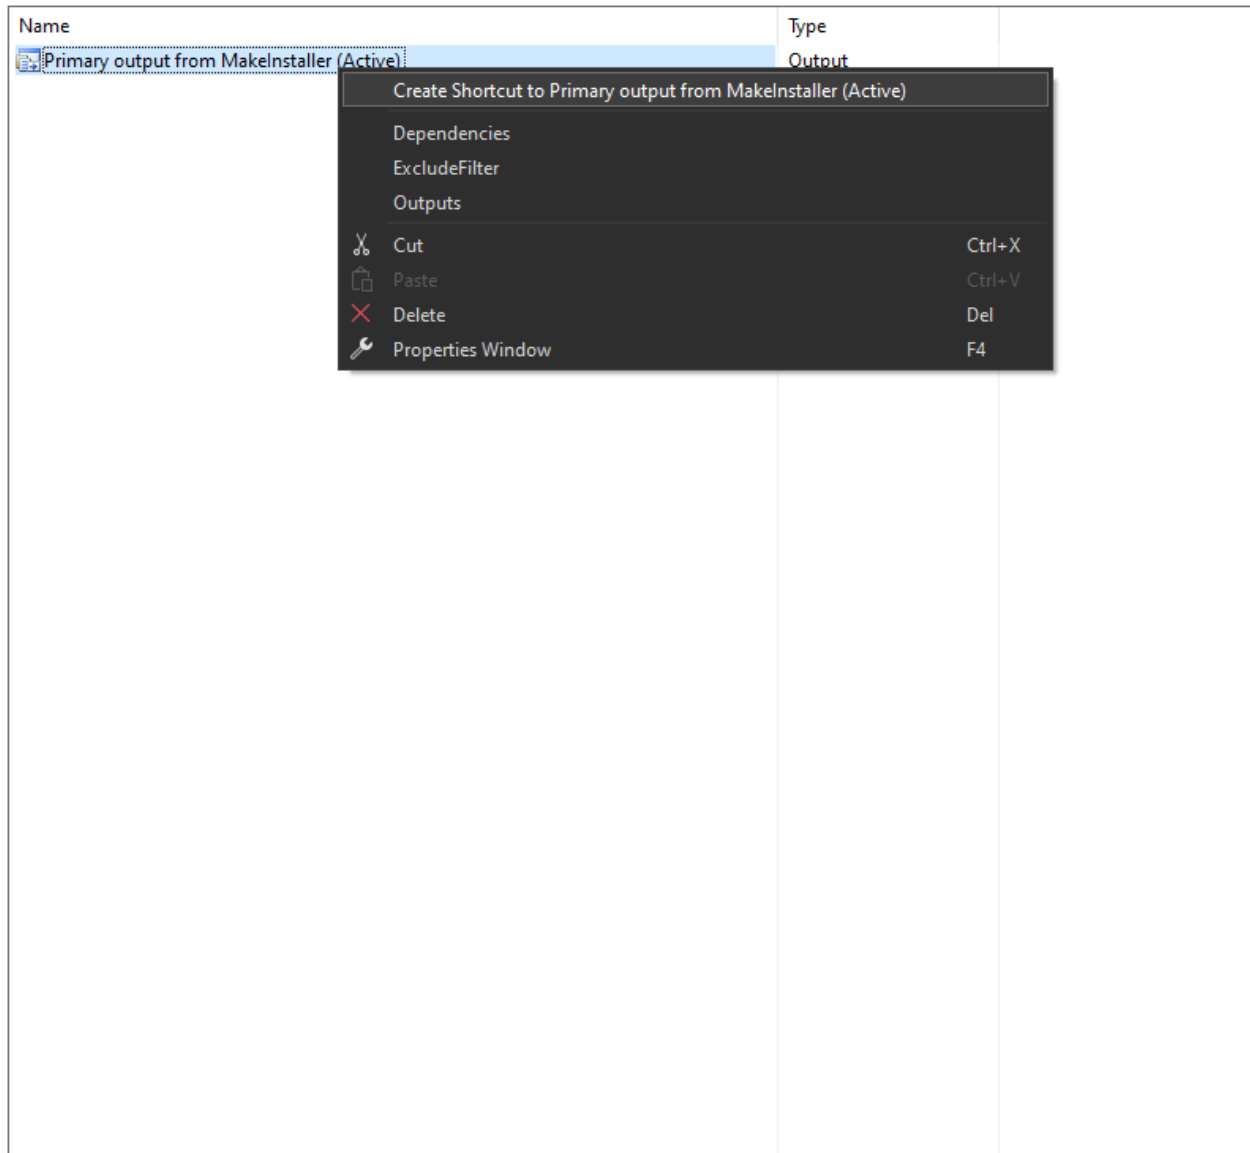 Name Type
Primary output from MakeInstaller (Active) Output
Create Shortcut to Primary output from MakeInstaller (Active)
Dependencies
ExcludeFilter
Outputs
Cut Ctrl+X
Paste Ctrl+V
Delete Del
Properties Window F4